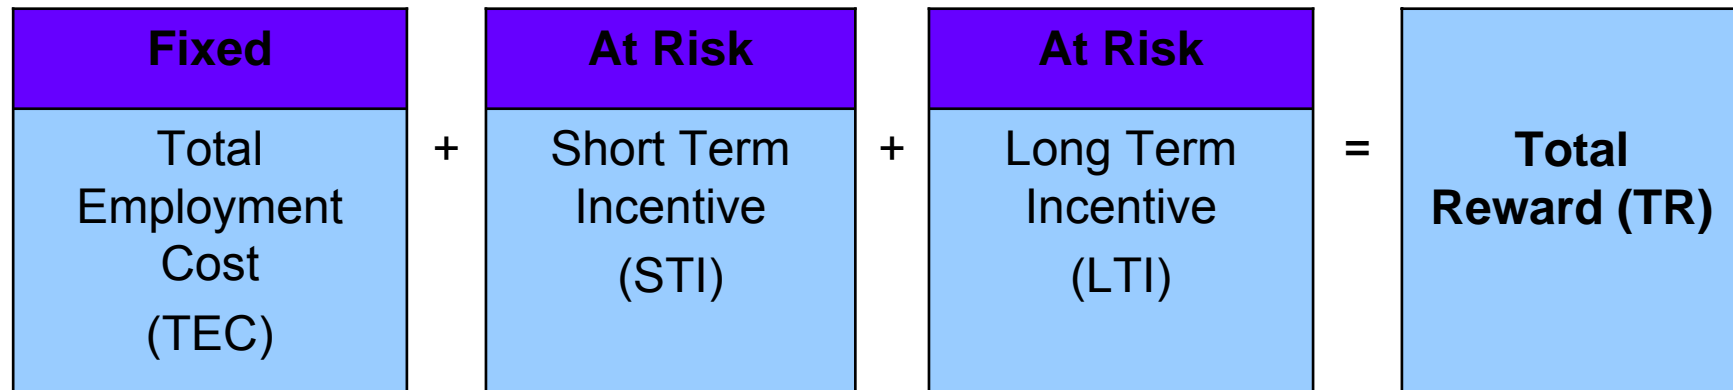 Fixed
Total
Employment
Cost
(TEC)
+
At Risk
Short Term
Incentive
(STI)
+
At Risk
Long Term
Incentive
(LTI)
=
Total
Reward (TR)